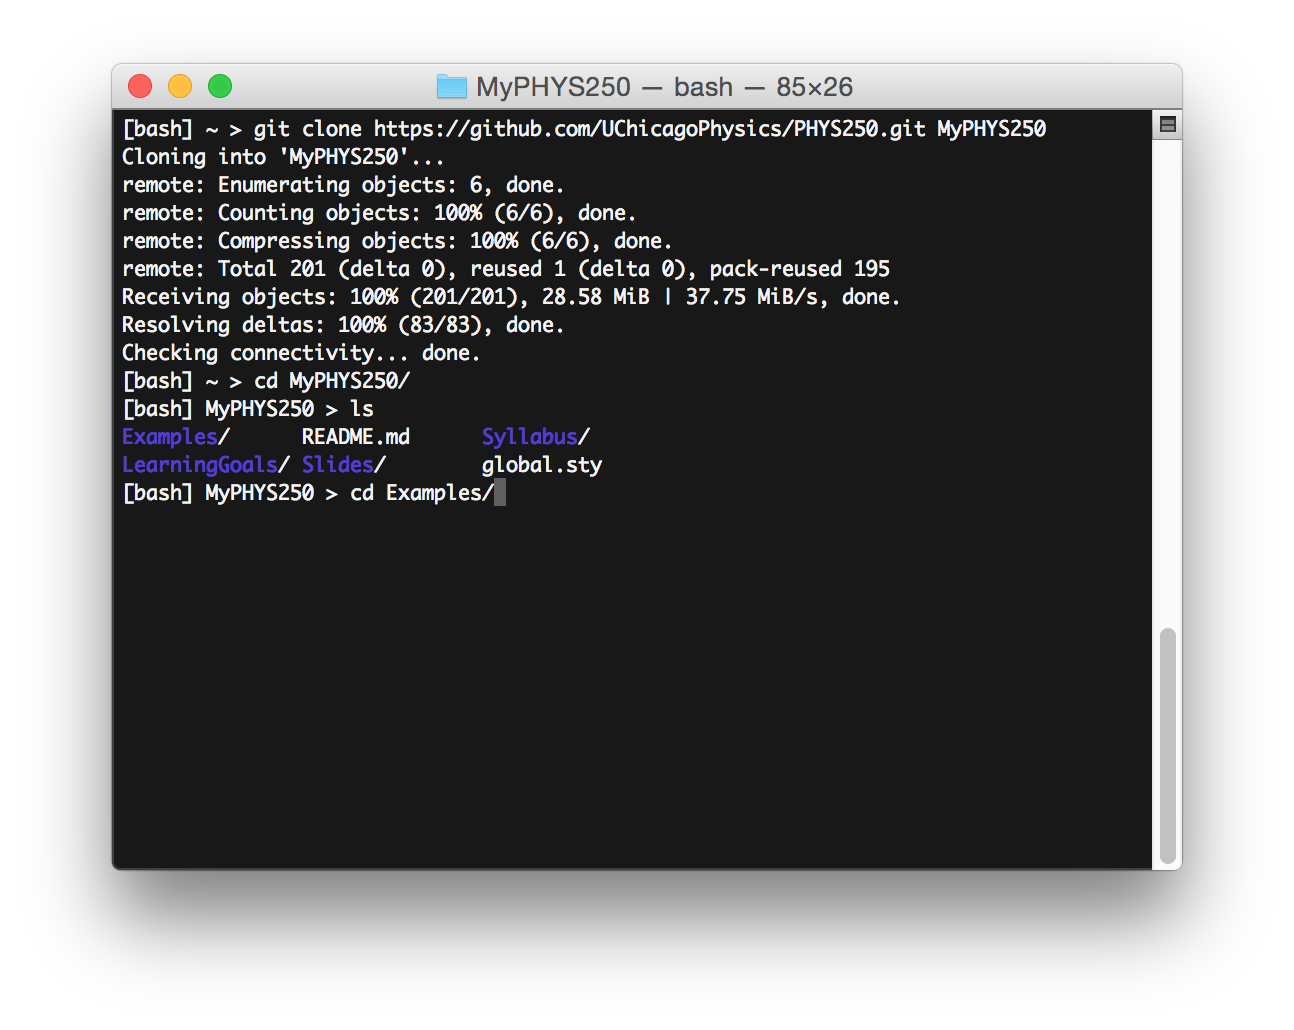 MyPHYS250 — bash — 85×26
[bash] ~ > git clone https://github.com/UChicagoPhysics/PHYS250.git MyPHYS250
Cloning into 'MyPHYS250'...
remote: Enumerating objects: 6, done.
remote: Counting objects: 100% (6/6), done.
remote: Compressing objects: 100% (6/6), done.
remote: Total 201 (delta 0), reused 1 (delta 0), pack-reused 195
Receiving objects: 100% (201/201), 28.58 MiB | 37.75 MiB/s, done.
Resolving deltas: 100% (83/83), done.
Checking connectivity... done.
[bash] ~ > cd MyPHYS250/
[bash] MyPHYS250 > ls
Examples/      README.md      Syllabus/
LearningGoals/ Slides/        global.sty
[bash] MyPHYS250 > cd Examples/